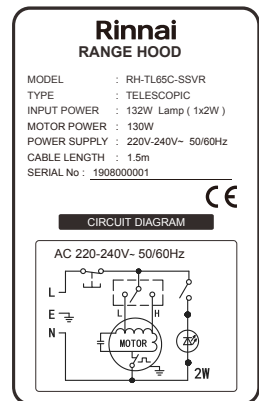 Rinnai
RANGE HOOD
MODEL : RH-TL65C-SSVR
TYPE : TELESCOPIC
INPUT POWER : 132W Lamp ( 1x2W )
MOTOR POWER : 130W
POWER SUPPLY : 220V-240V~ 50/60Hz
CABLE LENGTH : 1.5m
SERIAL No : 1908000001
CE
CIRCUIT DIAGRAM
AC 220-240V~ 50/60Hz
L
L H
E
N
MOTOR
2W